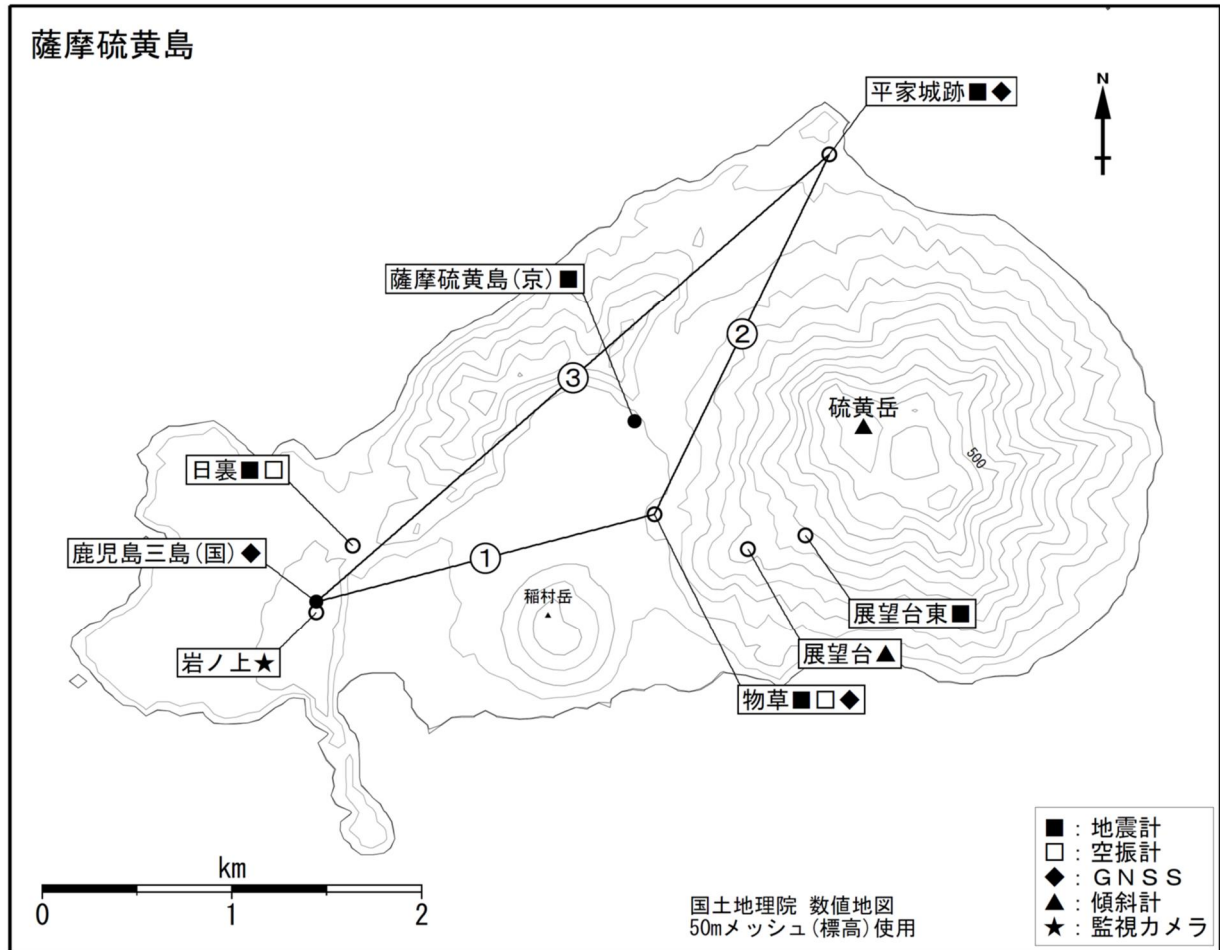 薩摩硫黄島
平家城跡■◆
N
薩摩硫黄島(京)■
②
③
硫黄岳
500
日裏■□
鹿児島三島(国)◆
①
稲村岳
展望台東■
岩ノ上★
展望台▲
物草■□◆
km
0 1 2
国土地理院 数値地図
50mメッシュ(標高)使用
■：地震計
□：空振計
◆：GNSS
▲：傾斜計
★：監視カメラ